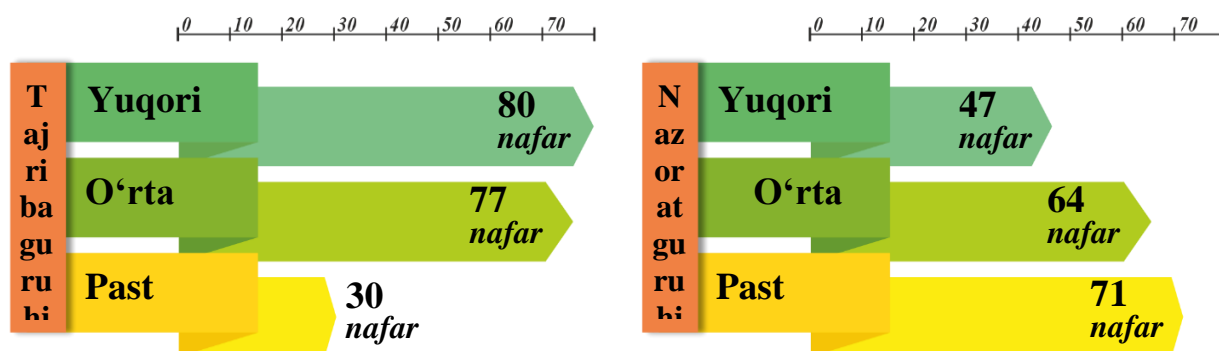 0 10 20 30 40 50 60 70
T
aj
ri
ba
gu
ru
hi
Yuqori
80
nafar
O‘rta
77
nafar
Past
30
nafar
0 10 20 30 40 50 60 70
N
az
or
at
gu
ru
hi
Yuqori
47
nafar
O‘rta
64
nafar
Past
71
nafar